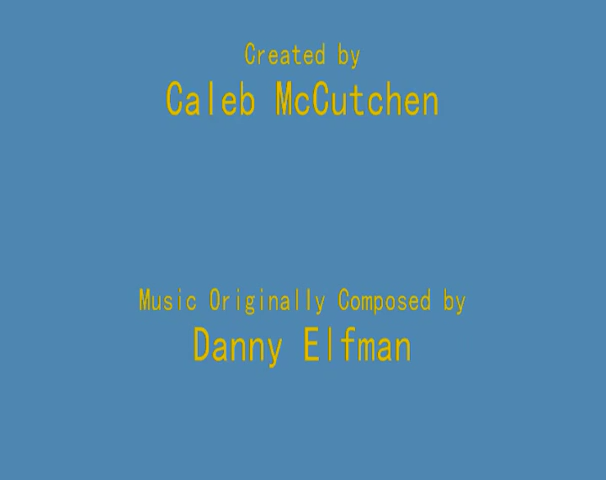 Created by
Caleb McCutchen
Music Originally Composed by
Danny Elfman